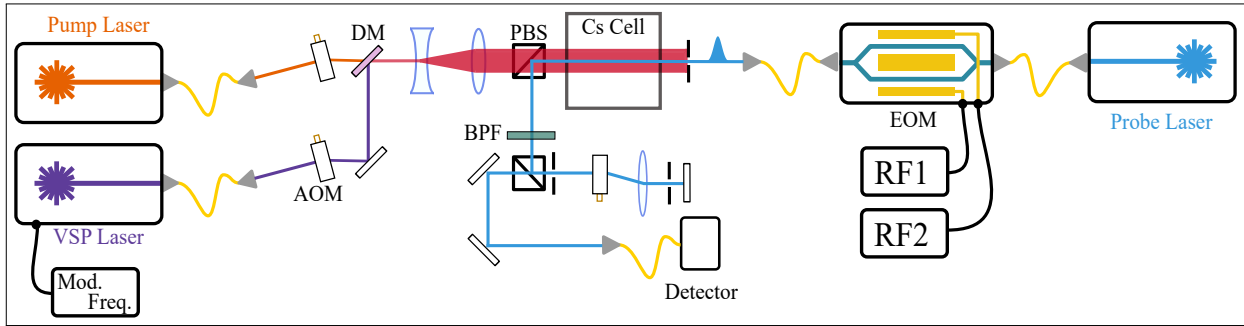 Pump Laser
DM
PBS
Cs Cell
EOM
Probe Laser
BPF
AOM
RF1
RF2
VSP Laser
Mod.
Freq.
Detector